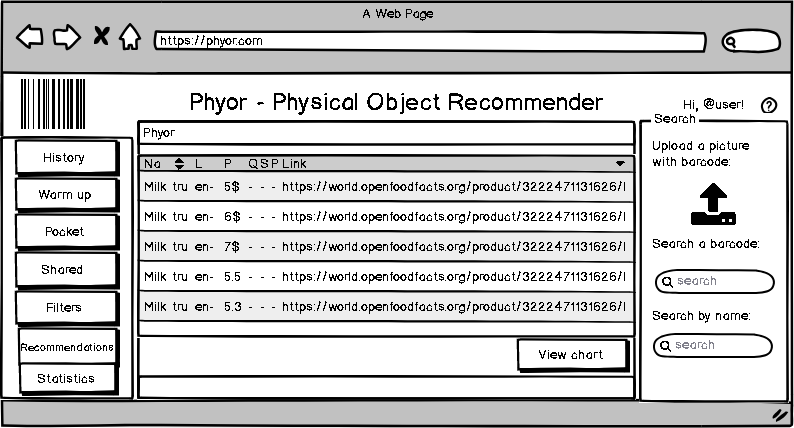 A Web Page
https://phyor.com
Phyor - Physical Object Recommender
Hi, @user!
History
Warm up
Pocket
Shared
Filters
Recommendations
Statistics
Phyor
Na L P Q S P Link
Milk tru en- 5$ - - - https://world.openfoodfacts.org/product/3222471131626/l
Milk tru en- 6$ - - - https://world.openfoodfacts.org/product/3222471131626/l
Milk tru en- 7$ - - - https://world.openfoodfacts.org/product/3222471131626/l
Milk tru en- 5.5 - - - https://world.openfoodfacts.org/product/3222471131626/l
Milk tru en- 5.3 - - - https://world.openfoodfacts.org/product/3222471131626/l
View chart
Search
Upload a picture
with barcode:
Search a barcode:
search
Search by name:
search